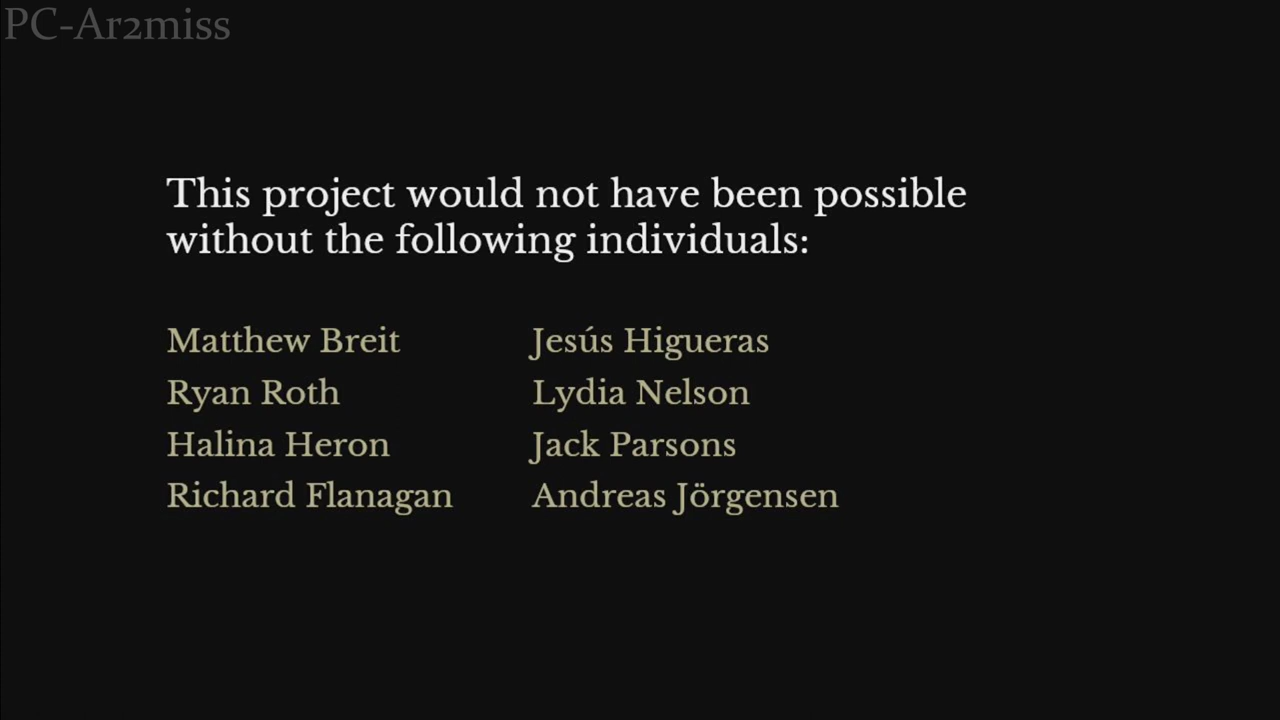 PC-Ar2miss
This project would not have been possible
without the following individuals:
Matthew Breit
Jesús Higueras
Ryan Roth
Lydia Nelson
Halina Heron
Jack Parsons
Richard Flanagan
Andreas Jörgensen